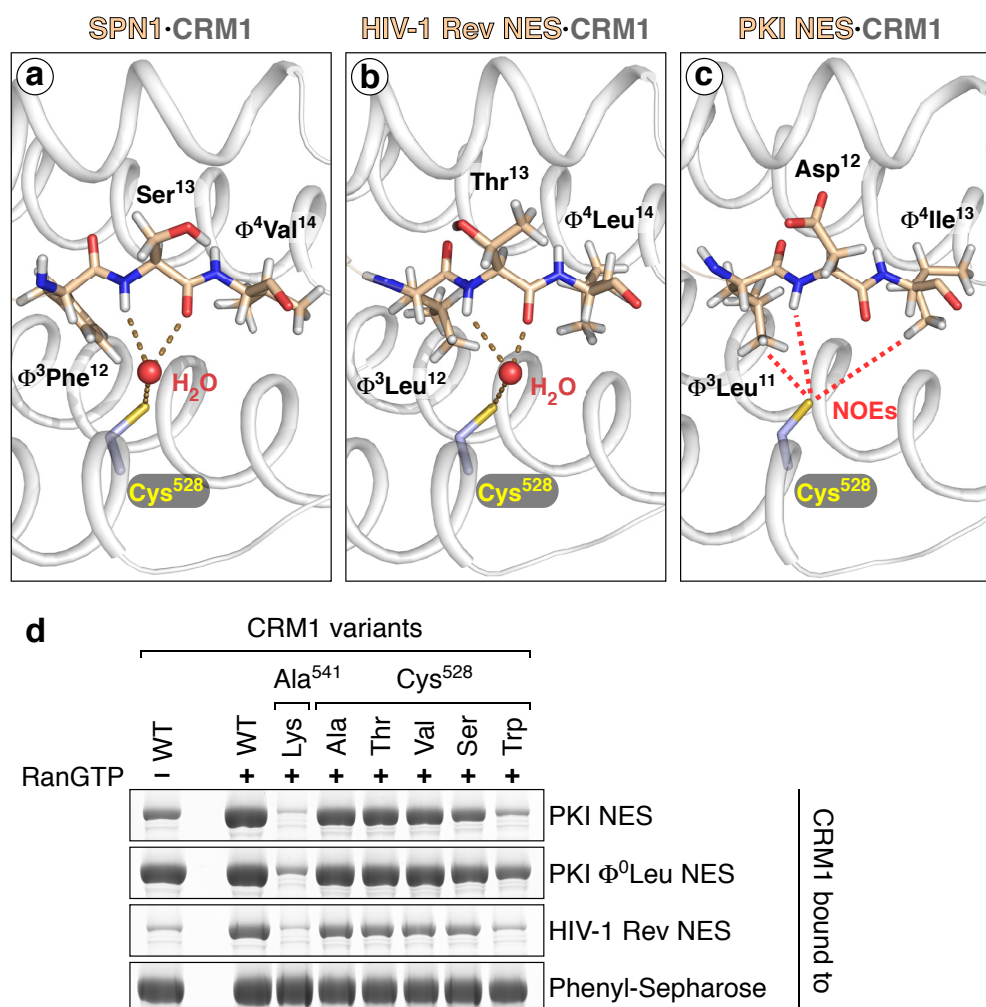 SPN1·CRM1 HIV-1 Rev NES·CRM1 PKI NES·CRM1
a
Ser¹³
Φ⁴Val¹⁴
Φ³Phe¹²
H₂O
Cys⁵²⁸
b
Thr¹³
Φ⁴Leu¹⁴
Φ³Leu¹²
H₂O
Cys⁵²⁸
c
Asp¹²
Φ⁴Ile¹³
Φ³Leu¹¹
NOEs
Cys⁵²⁸
d
CRM1 variants
Ala⁵⁴¹ Cys⁵²⁸
WT WT Lys Ala Thr Val Ser Trp
RanGTP – + + + + + + +
PKI NES
PKI Φ⁰Leu NES
HIV-1 Rev NES
Phenyl-Sepharose
CRM1 bound to